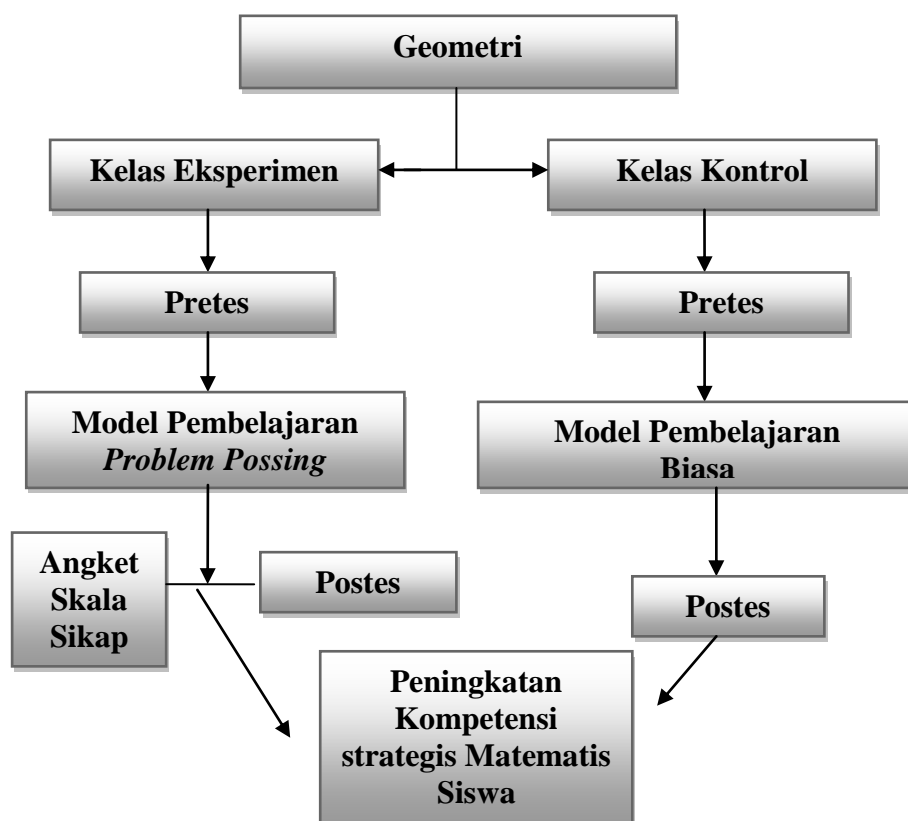 Geometri
Kelas Eksperimen
Kelas Kontrol
Pretes
Pretes
Model Pembelajaran
Problem Possing
Model Pembelajaran
Biasa
Angket
Skala
Sikap
Postes
Postes
Peningkatan
Kompetensi
strategis Matematis
Siswa